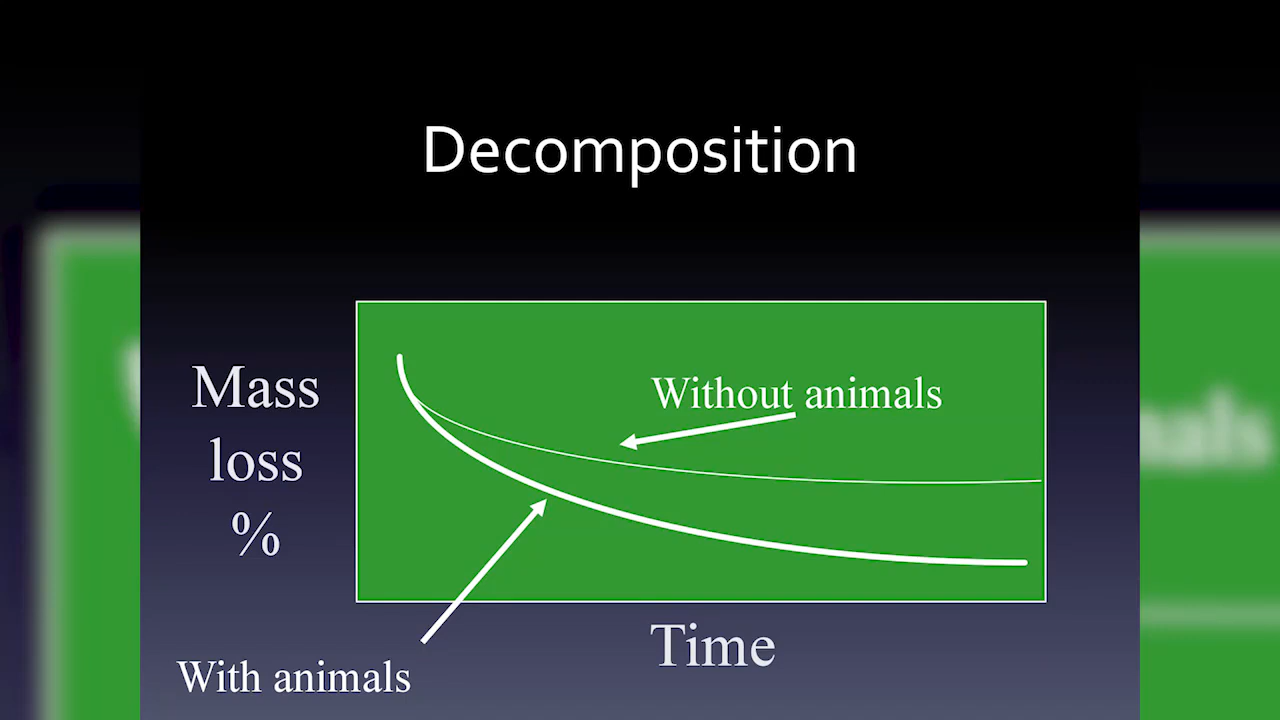 Decomposition
Mass
loss
%
Without animals
With animals
Time